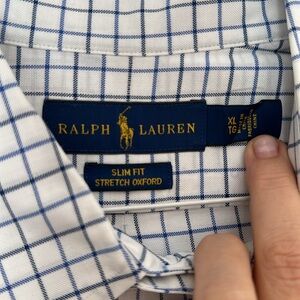 RALPH LAUREN
XL
TG
SLIM FIT
STRETCH OXFORD